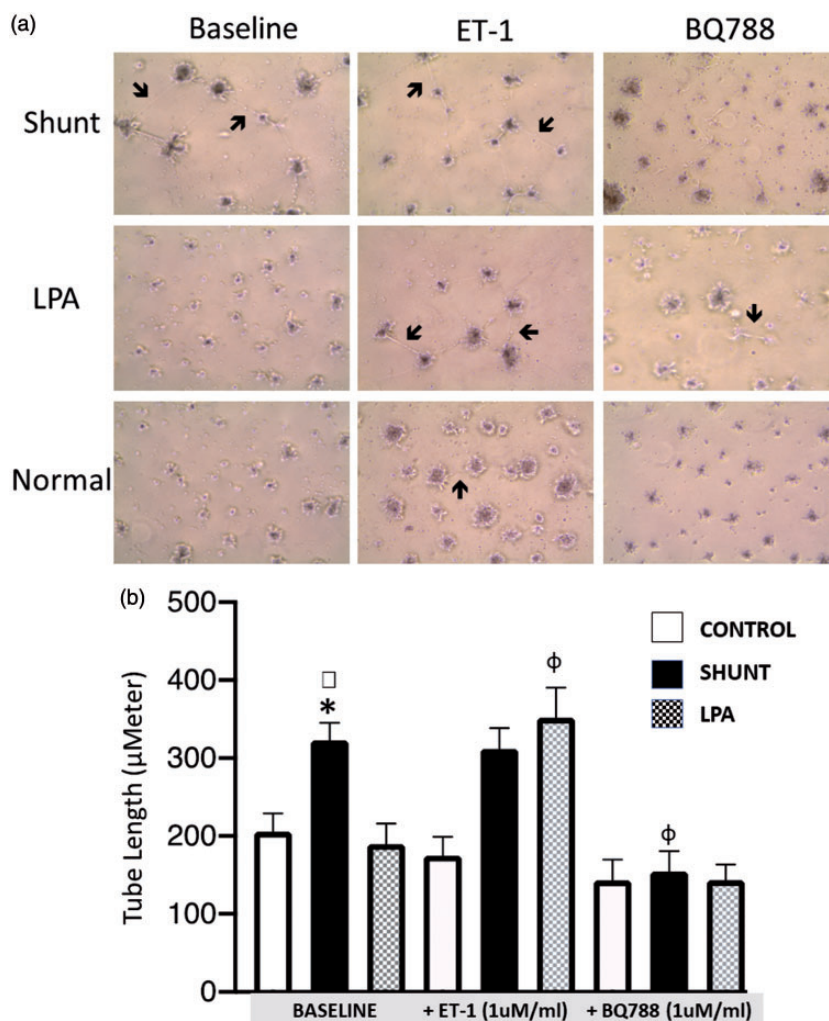 (a)
Baseline ET-1 BQ788
Shunt
LPA
Normal
(b)
500
400
300
200
100
0
Tube Length (µMeter)
□
*
ϕ
ϕ
CONTROL
SHUNT
LPA
BASELINE + ET-1 (1uM/ml) + BQ788 (1uM/ml)